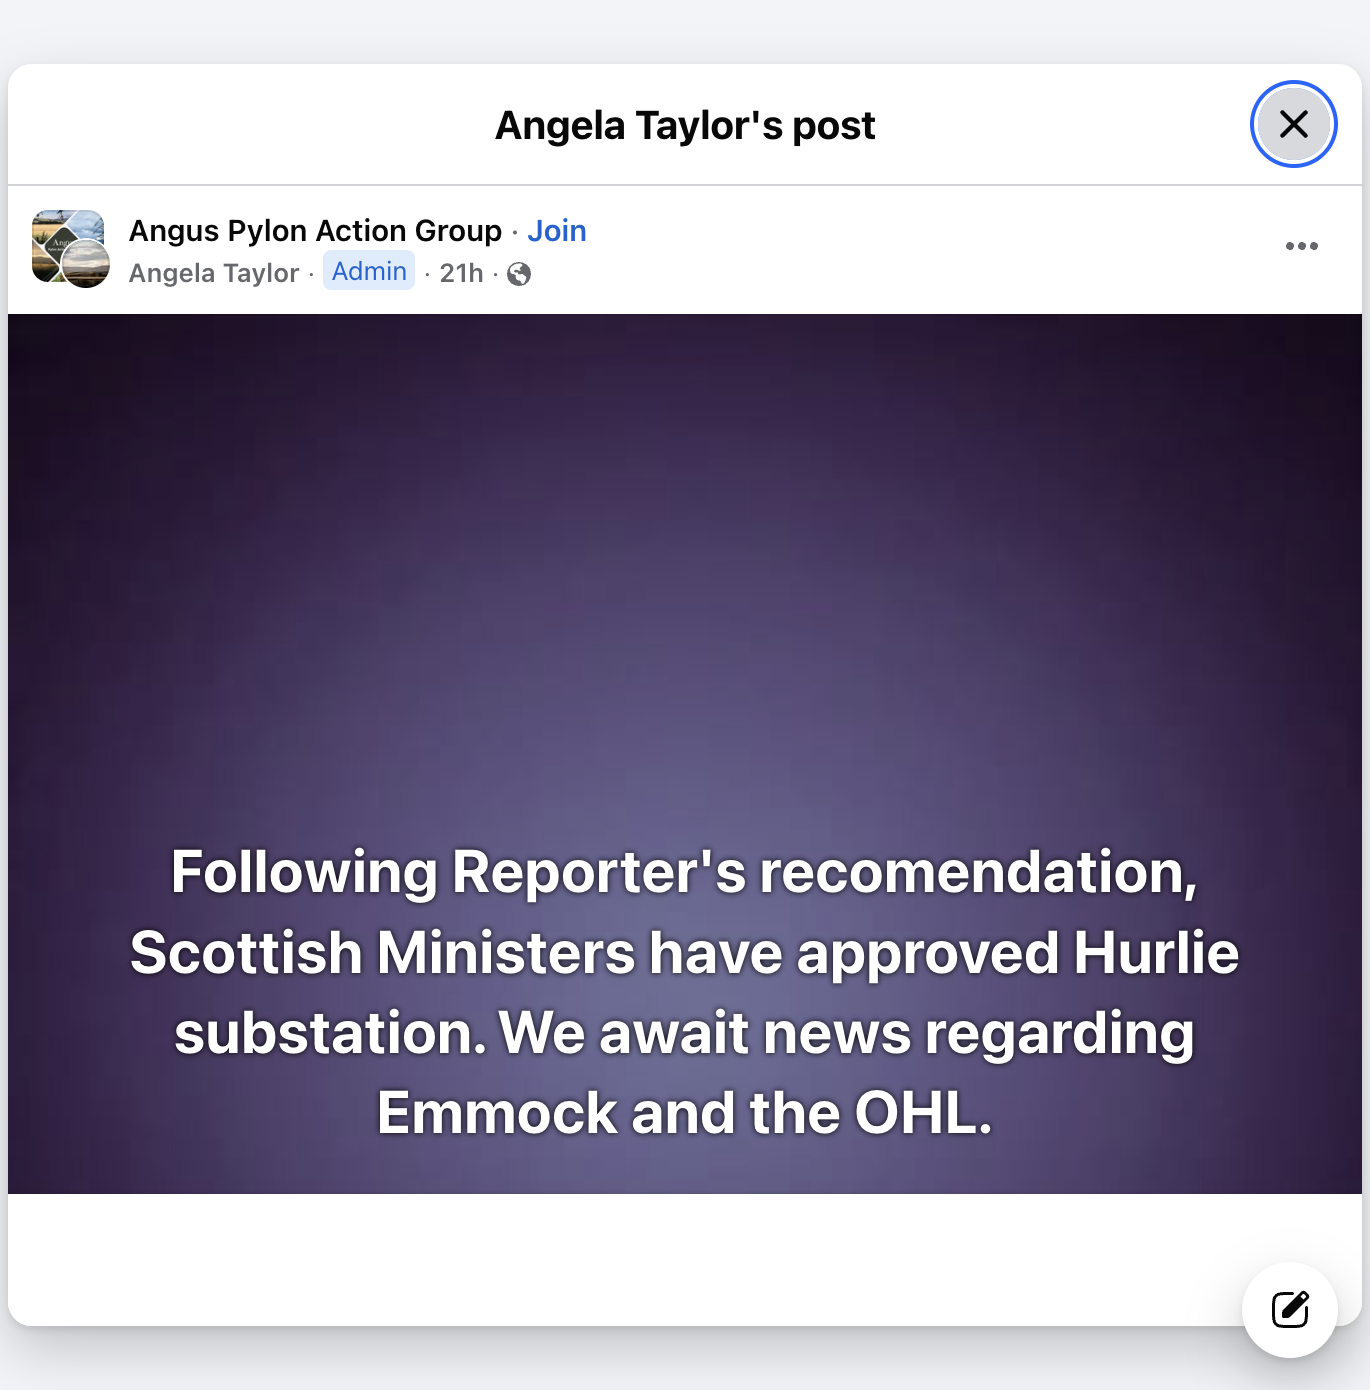 Angela Taylor's post
Angus Pylon Action Group · Join
Angela Taylor · Admin · 21h ·
Following Reporter's recomendation,
Scottish Ministers have approved Hurlie
substation. We await news regarding
Emmock and the OHL.